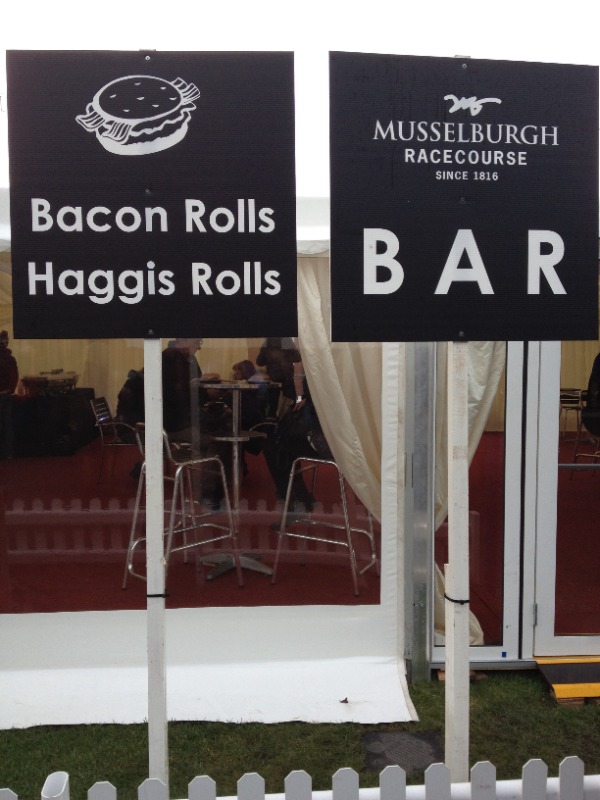 Bacon Rolls
Haggis Rolls
MUSSELBURGH
RACECOURSE
SINCE 1816
BAR